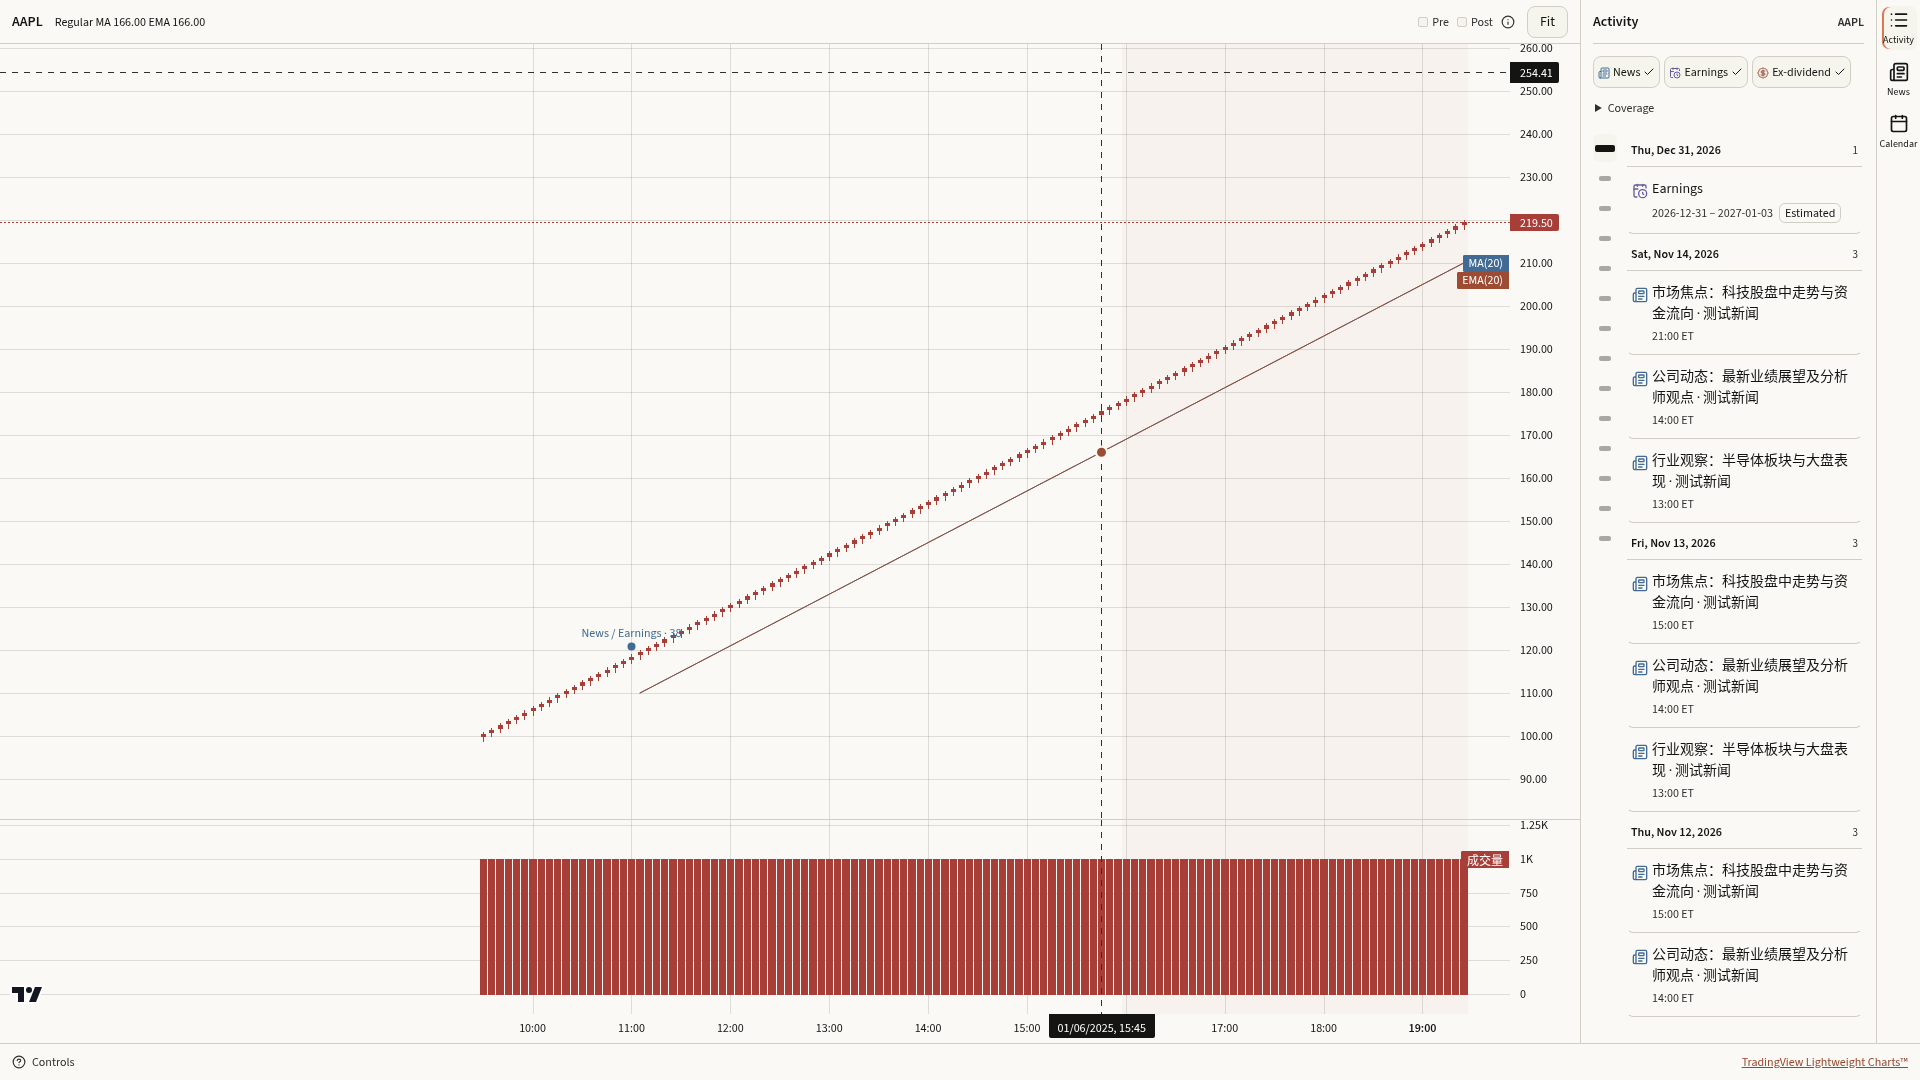 AAPL Regular MA 166.00 EMA 166.00
Pre Post Fit
260.00
254.41
250.00
240.00
230.00
219.50
210.00
MA(20)
EMA(20)
200.00
190.00
180.00
170.00
160.00
150.00
140.00
130.00
News / Earnings ·
120.00
110.00
100.00
90.00
1.25K
成交量
1K
750
500
250
0
10:00 11:00 12:00 13:00 14:00 15:00 01/06/2025, 15:45 17:00 18:00 19:00
Controls
TradingView Lightweight Charts™
Activity AAPL
News Earnings Ex-dividend
Coverage
Thu, Dec 31, 2026 1
Earnings
2026-12-31 – 2027-01-03 Estimated
Sat, Nov 14, 2026 3
市场焦点：科技股盘中走势与资
金流向 · 测试新闻
21:00 ET
公司动态：最新业绩展望及分析
师观点 · 测试新闻
14:00 ET
行业观察：半导体板块与大盘表
现 · 测试新闻
13:00 ET
Fri, Nov 13, 2026 3
市场焦点：科技股盘中走势与资
金流向 · 测试新闻
15:00 ET
公司动态：最新业绩展望及分析
师观点 · 测试新闻
14:00 ET
行业观察：半导体板块与大盘表
现 · 测试新闻
13:00 ET
Thu, Nov 12, 2026 3
市场焦点：科技股盘中走势与资
金流向 · 测试新闻
15:00 ET
公司动态：最新业绩展望及分析
师观点 · 测试新闻
14:00 ET
Activity
News
Calendar